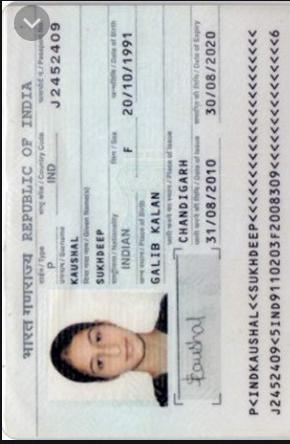 भारत गणराज्य REPUBLIC OF INDIA
टाईप / Type
P
राष्ट्र कोड / Country Code
IND
पासपोर्ट नं. / Passport No.
J2452409
उपनाम / Surname
KAUSHAL
दिया गया नाम / Given Name(s)
SUKHDEEP
राष्ट्रीयता / Nationality
INDIAN
लिंग / Sex
F
जन्मतिथि / Date of Birth
20/10/1991
जन्म स्थान / Place of Birth
GALIB KALAN
जारी करने का स्थान / Place of Issue
CHANDIGARH
जारी करने की तिथि / Date of Issue
31/08/2010
समाप्ति की तिथि / Date of Expiry
30/08/2020
Kaushal
P<INDKAUSHAL<<SUKHDEEP<<<<<<<<<<<<<<<<<<<<<<
J2452409<5IND9110203F2008309<<<<<<<<<<<<<<<6